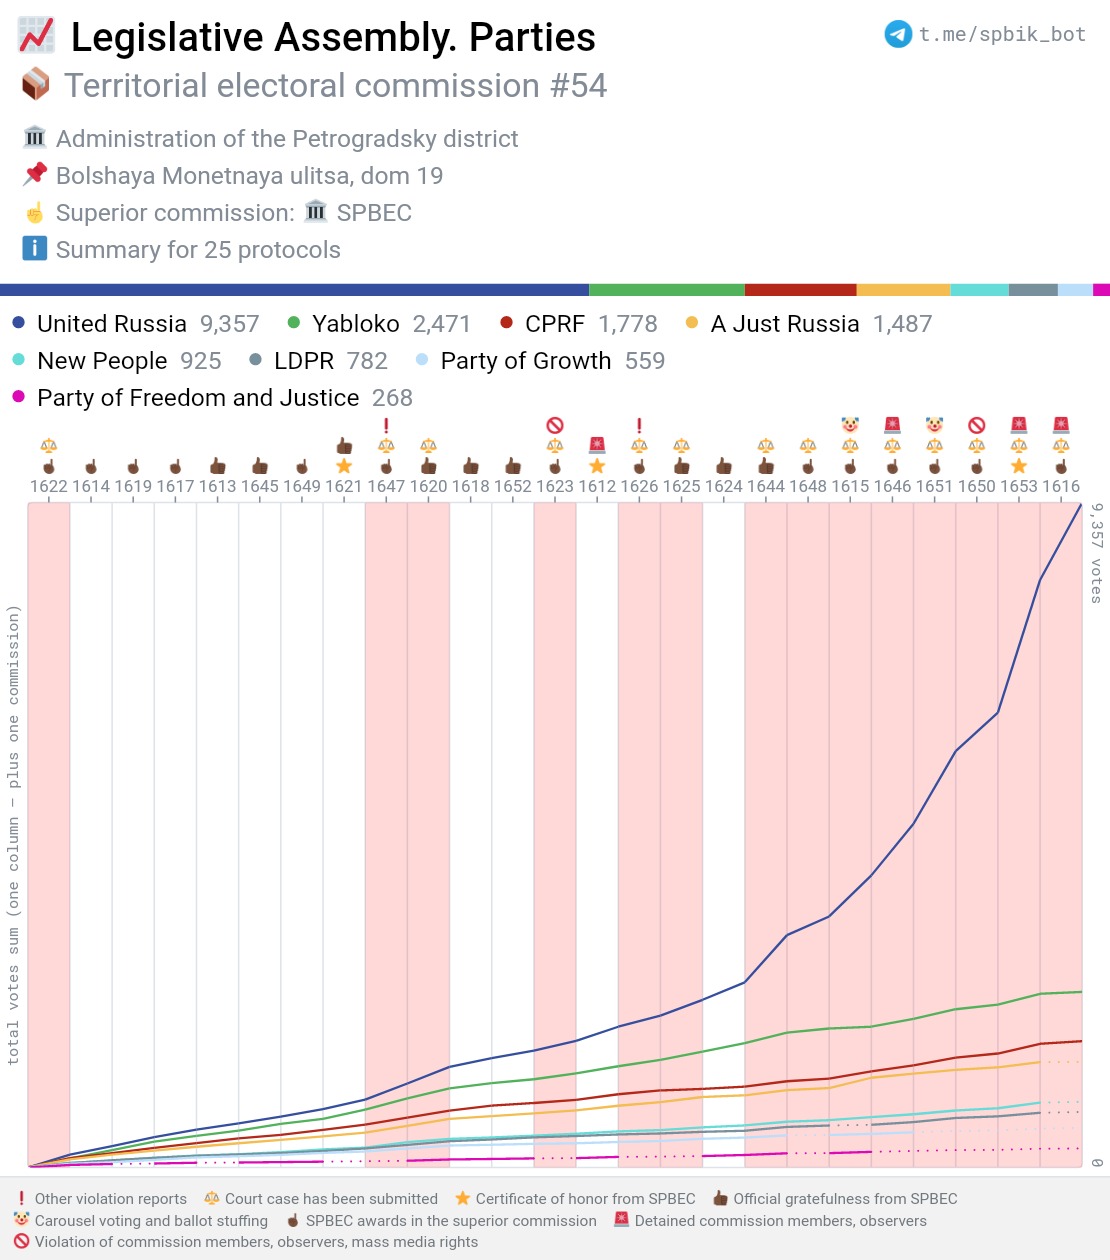 Legislative Assembly. Parties
t.me/spbik_bot
Territorial electoral commission #54
Administration of the Petrogradsky district
Bolshaya Monetnaya ulitsa, dom 19
Superior commission: SPBEC
Summary for 25 protocols
United Russia 9,357 Yabloko 2,471 CPRF 1,778 A Just Russia 1,487
New People 925 LDPR 782 Party of Growth 559
Party of Freedom and Justice 268
1622 1614 1619 1617 1613 1645 1649 1621 1647 1620 1618 1652 1623 1612 1626 1625 1624 1644 1648 1615 1646 1651 1650 1653 1616
9,357 votes
total votes sum (one column – plus one commission)
0
Other violation reports Court case has been submitted Certificate of honor from SPBEC Official gratefulness from SPBEC
Carousel voting and ballot stuffing SPBEC awards in the superior commission Detained commission members, observers
Violation of commission members, observers, mass media rights